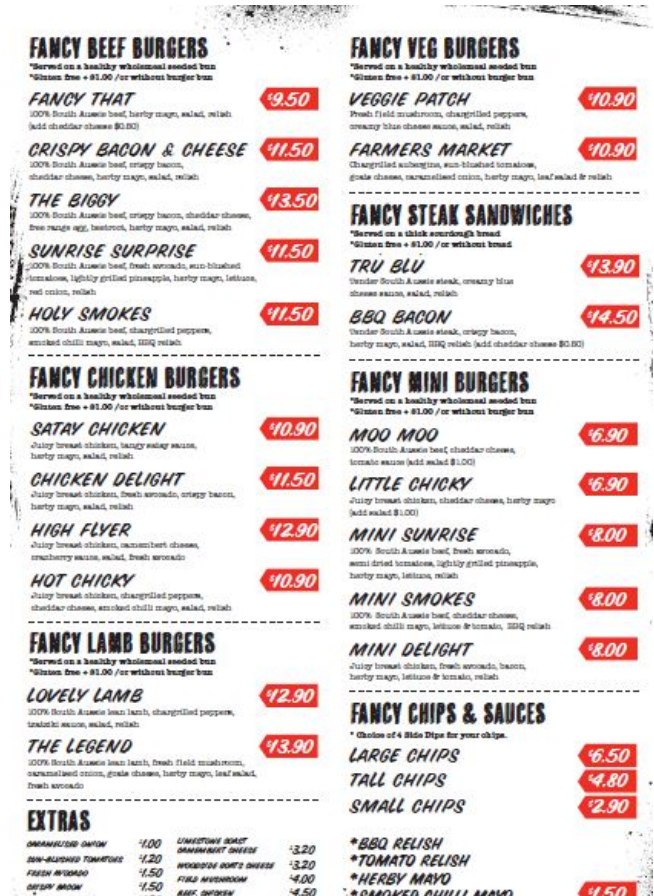 FANCY BEEF BURGERS
*Served on a healthy wholemeal seeded bun
*Gluten free + $1.00 /or without burger bun
FANCY THAT $9.50
100% South Aussie beef, herby mayo, salad, relish
(add cheddar cheese $0.80)
CRISPY BACON & CHEESE $11.50
100% South Aussie beef, crispy bacon,
cheddar cheese, herby mayo, salad, relish
THE BIGGY $13.50
100% South Aussie beef, crispy bacon, cheddar cheese,
free range egg, beetroot, herby mayo, salad, relish
SUNRISE SURPRISE $11.50
100% South Aussie beef, fresh avocado, sun-blushed
tomatoes, lightly grilled pineapple, herby mayo, lettuce,
red onion, relish
HOLY SMOKES $11.50
100% South Aussie beef, chargrilled peppers,
smoked chilli mayo, salad, BBQ relish
FANCY CHICKEN BURGERS
*Served on a healthy wholemeal seeded bun
*Gluten free + $1.00 /or without burger bun
SATAY CHICKEN $10.90
Juicy breast chicken, tangy satay sauce,
herby mayo, salad, relish
CHICKEN DELIGHT $11.50
Juicy breast chicken, fresh avocado, crispy bacon,
herby mayo, salad, relish
HIGH FLYER $12.90
Juicy breast chicken, camembert cheese,
cranberry sauce, salad, fresh avocado
HOT CHICKY $10.90
Juicy breast chicken, chargrilled peppers,
cheddar cheese, smoked chilli mayo, salad, relish
FANCY LAMB BURGERS
*Served on a healthy wholemeal seeded bun
*Gluten free + $1.00 /or without burger bun
LOVELY LAMB $12.90
100% South Aussie lean lamb, chargrilled peppers,
tzatziki sauce, salad, relish
THE LEGEND $13.90
100% South Aussie lean lamb, fresh field mushroom,
caramelised onion, goats cheese, herby mayo, leaf salad,
fresh avocado
EXTRAS
CARAMELISED ONION $1.00
SUN-BLUSHED TOMATOES $1.20
FRESH AVOCADO $1.50
CRISPY BACON $1.50
LIMESTONE COAST
CAMEMBERT CHEESE $3.20
WOODSIDE GOATS CHEESE $3.20
FIELD MUSHROOM $4.00
BEEF, CHICKEN $4.50
FANCY VEG BURGERS
*Served on a healthy wholemeal seeded bun
*Gluten free + $1.00 /or without burger bun
VEGGIE PATCH $10.90
Fresh field mushroom, chargrilled peppers,
creamy blue cheese sauce, salad, relish
FARMERS MARKET $10.90
Chargrilled aubergine, sun-blushed tomatoes,
goats cheese, caramelised onion, herby mayo, leaf salad & relish
FANCY STEAK SANDWICHES
*Served on a thick sourdough bread
*Gluten free + $1.00 /or without bread
TRU BLU $13.90
Tender South Aussie steak, creamy blue
cheese sauce, salad, relish
BBQ BACON $14.50
Tender South Aussie steak, crispy bacon,
herby mayo, salad, BBQ relish (add cheddar cheese $0.80)
FANCY MINI BURGERS
*Served on a healthy wholemeal seeded bun
*Gluten free + $1.00 /or without burger bun
MOO MOO $6.90
100% South Aussie beef, cheddar cheese,
tomato sauce (add salad $1.00)
LITTLE CHICKY $6.90
Juicy breast chicken, cheddar cheese, herby mayo
(add salad $1.00)
MINI SUNRISE $8.00
100% South Aussie beef, fresh avocado,
semi dried tomatoes, lightly grilled pineapple,
herby mayo, lettuce, relish
MINI SMOKES $8.00
100% South Aussie beef, cheddar cheese,
smoked chilli mayo, lettuce & tomato, BBQ relish
MINI DELIGHT $8.00
Juicy breast chicken, fresh avocado, bacon,
herby mayo, lettuce & tomato, relish
FANCY CHIPS & SAUCES
* Choice of 4 Side Dips for your chips.
LARGE CHIPS $6.50
TALL CHIPS $4.80
SMALL CHIPS $2.90
*BBQ RELISH
*TOMATO RELISH
*HERBY MAYO
*SMOKED CHILLI MAYO $1.50